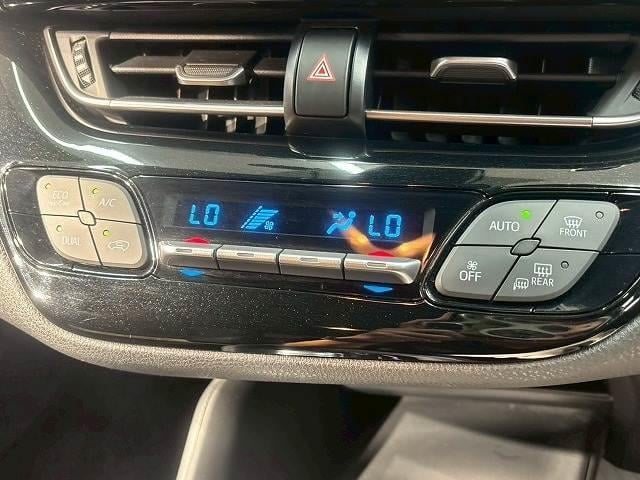 ECO
A/C
DUAL
LO
LO
AUTO
FRONT
OFF
REAR